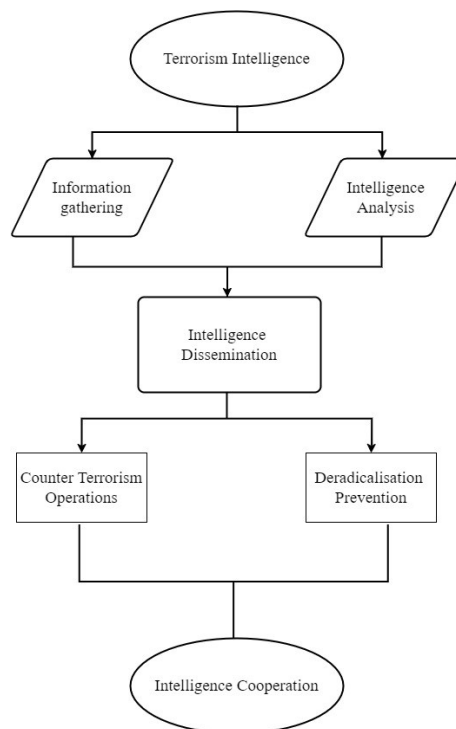 Terrorism Intelligence
Information
gathering
Intelligence
Analysis
Intelligence
Dissemination
Counter Terrorism
Operations
Deradicalisation
Prevention
Intelligence Cooperation